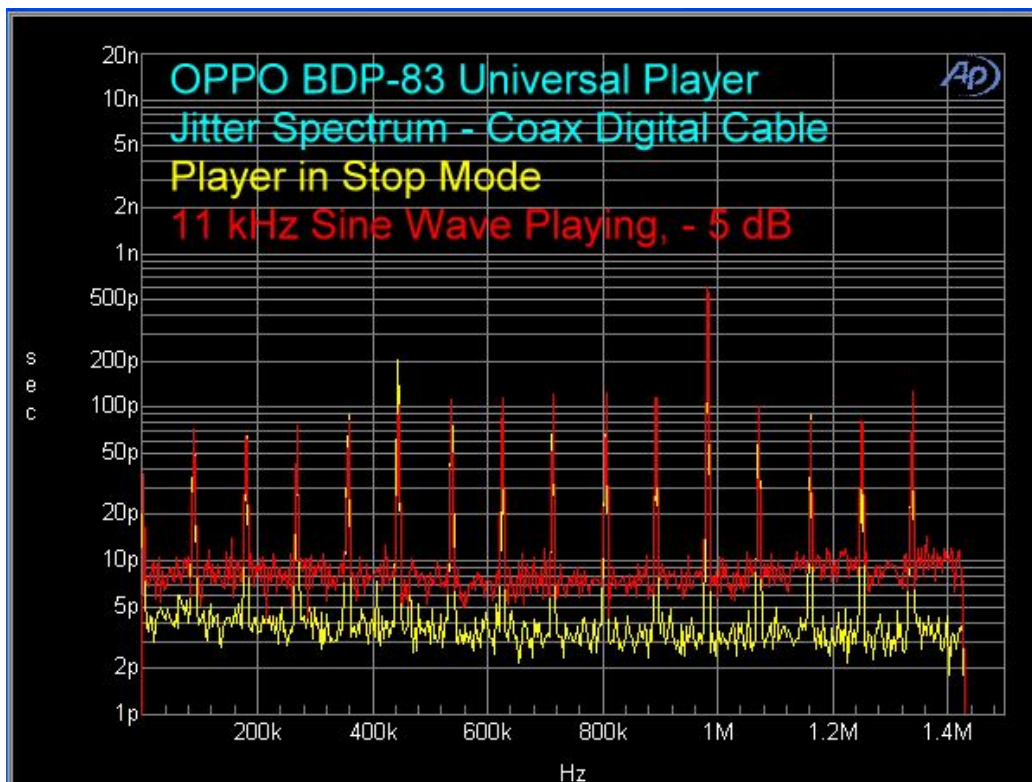 20n
OPPO BDP-83 Universal Player
Ap
10n
Jitter Spectrum - Coax Digital Cable
5n
Player in Stop Mode
2n
11 kHz Sine Wave Playing, - 5 dB
1n
500p
s
e
c
200p
100p
50p
20p
10p
5p
2p
1p
200k 400k 600k 800k 1M 1.2M 1.4M
Hz